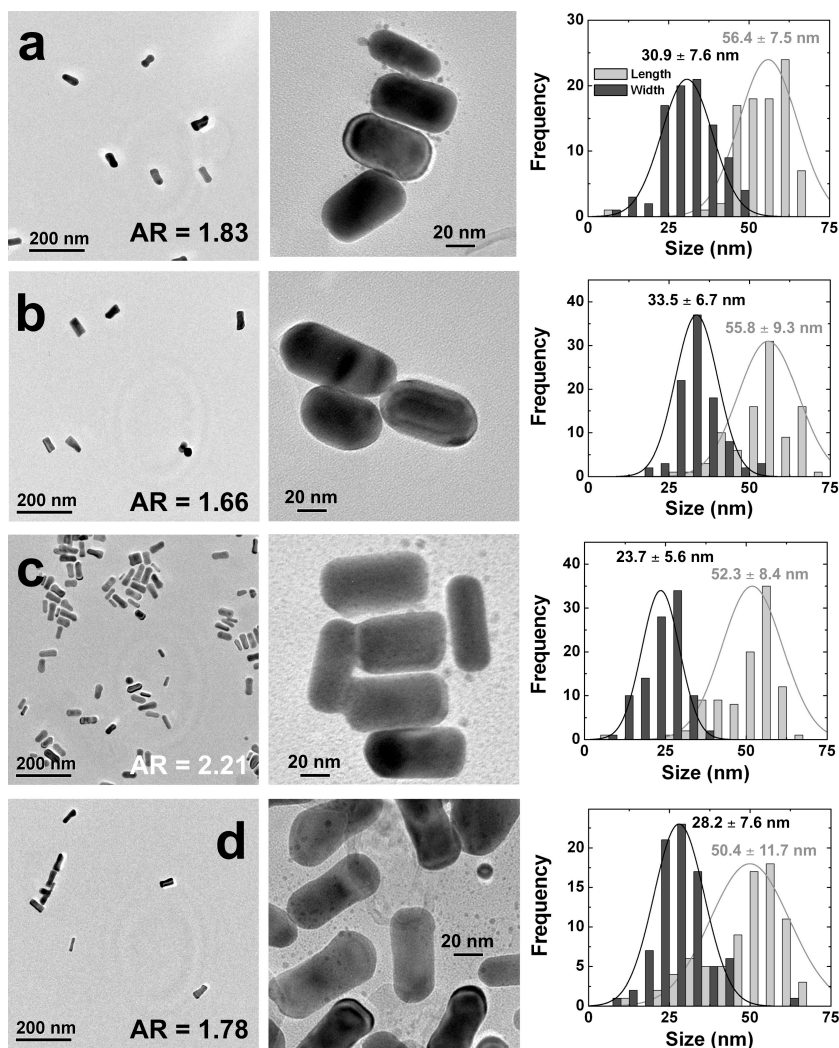 a
200 nm
AR = 1.83
20 nm
30
20
10
0
Frequency
56.4 ± 7.5 nm
30.9 ± 7.6 nm
Length
Width
0 25 50 75
Size (nm)
b
200 nm
AR = 1.66
20 nm
40
30
20
10
0
Frequency
33.5 ± 6.7 nm
55.8 ± 9.3 nm
0 25 50 75
Size (nm)
c
200 nm
AR = 2.21
20 nm
40
30
20
10
0
Frequency
23.7 ± 5.6 nm
52.3 ± 8.4 nm
0 25 50 75
Size (nm)
d
200 nm
AR = 1.78
20 nm
25
20
15
10
5
0
Frequency
28.2 ± 7.6 nm
50.4 ± 11.7 nm
0 25 50 75
Size (nm)